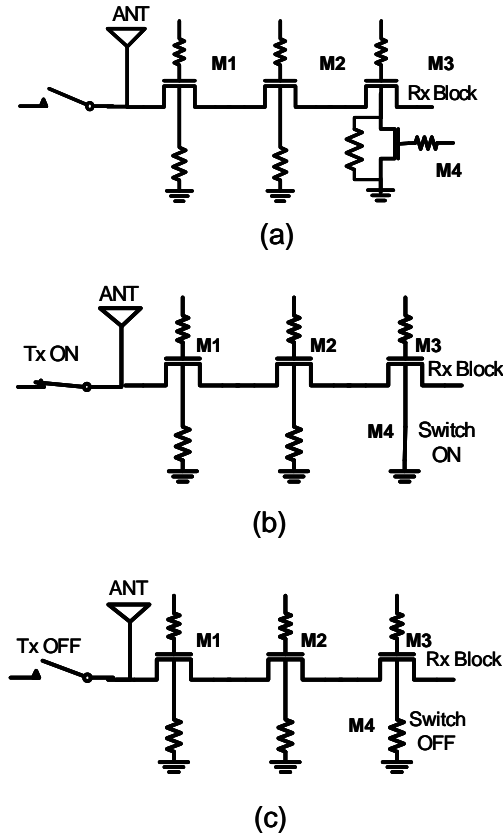 ANT
M1
M2
M3
Rx Block
M4
(a)
ANT
Tx ON
M1
M2
M3
Rx Block
M4 Switch
ON
(b)
ANT
Tx OFF
M1
M2
M3
Rx Block
M4 Switch
OFF
(c)